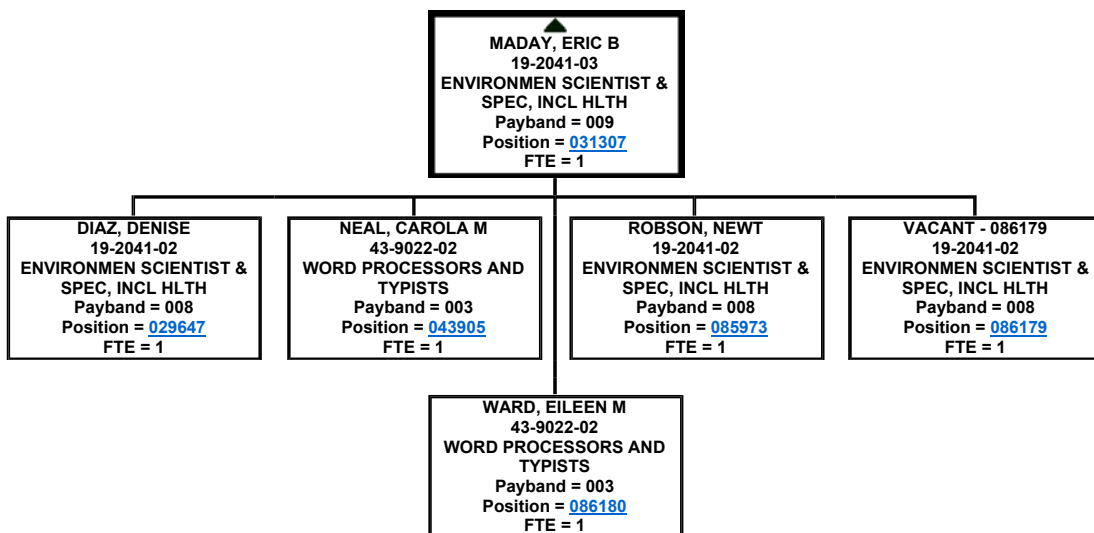 MADAY, ERIC B
19-2041-03
ENVIRONMEN SCIENTIST &
SPEC, INCL HLTH
Payband = 009
Position = 031307
FTE = 1
DIAZ, DENISE
19-2041-02
ENVIRONMEN SCIENTIST &
SPEC, INCL HLTH
Payband = 008
Position = 029647
FTE = 1
NEAL, CAROLA M
43-9022-02
WORD PROCESSORS AND
TYPISTS
Payband = 003
Position = 043905
FTE = 1
ROBSON, NEWT
19-2041-02
ENVIRONMEN SCIENTIST &
SPEC, INCL HLTH
Payband = 008
Position = 085973
FTE = 1
VACANT - 086179
19-2041-02
ENVIRONMEN SCIENTIST &
SPEC, INCL HLTH
Payband = 008
Position = 086179
FTE = 1
WARD, EILEEN M
43-9022-02
WORD PROCESSORS AND
TYPISTS
Payband = 003
Position = 086180
FTE = 1